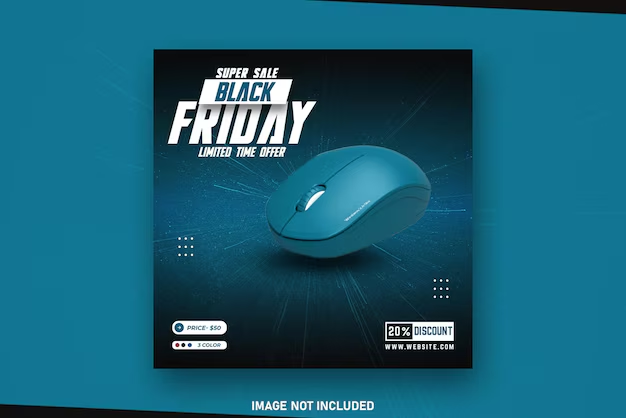 SUPER SALE
BLACK
FRIDAY
LIMITED TIME OFFER
PRICE- $50
3 COLOR
20% DISCOUNT
WWW.WEBSITE.COM
IMAGE NOT INCLUDED